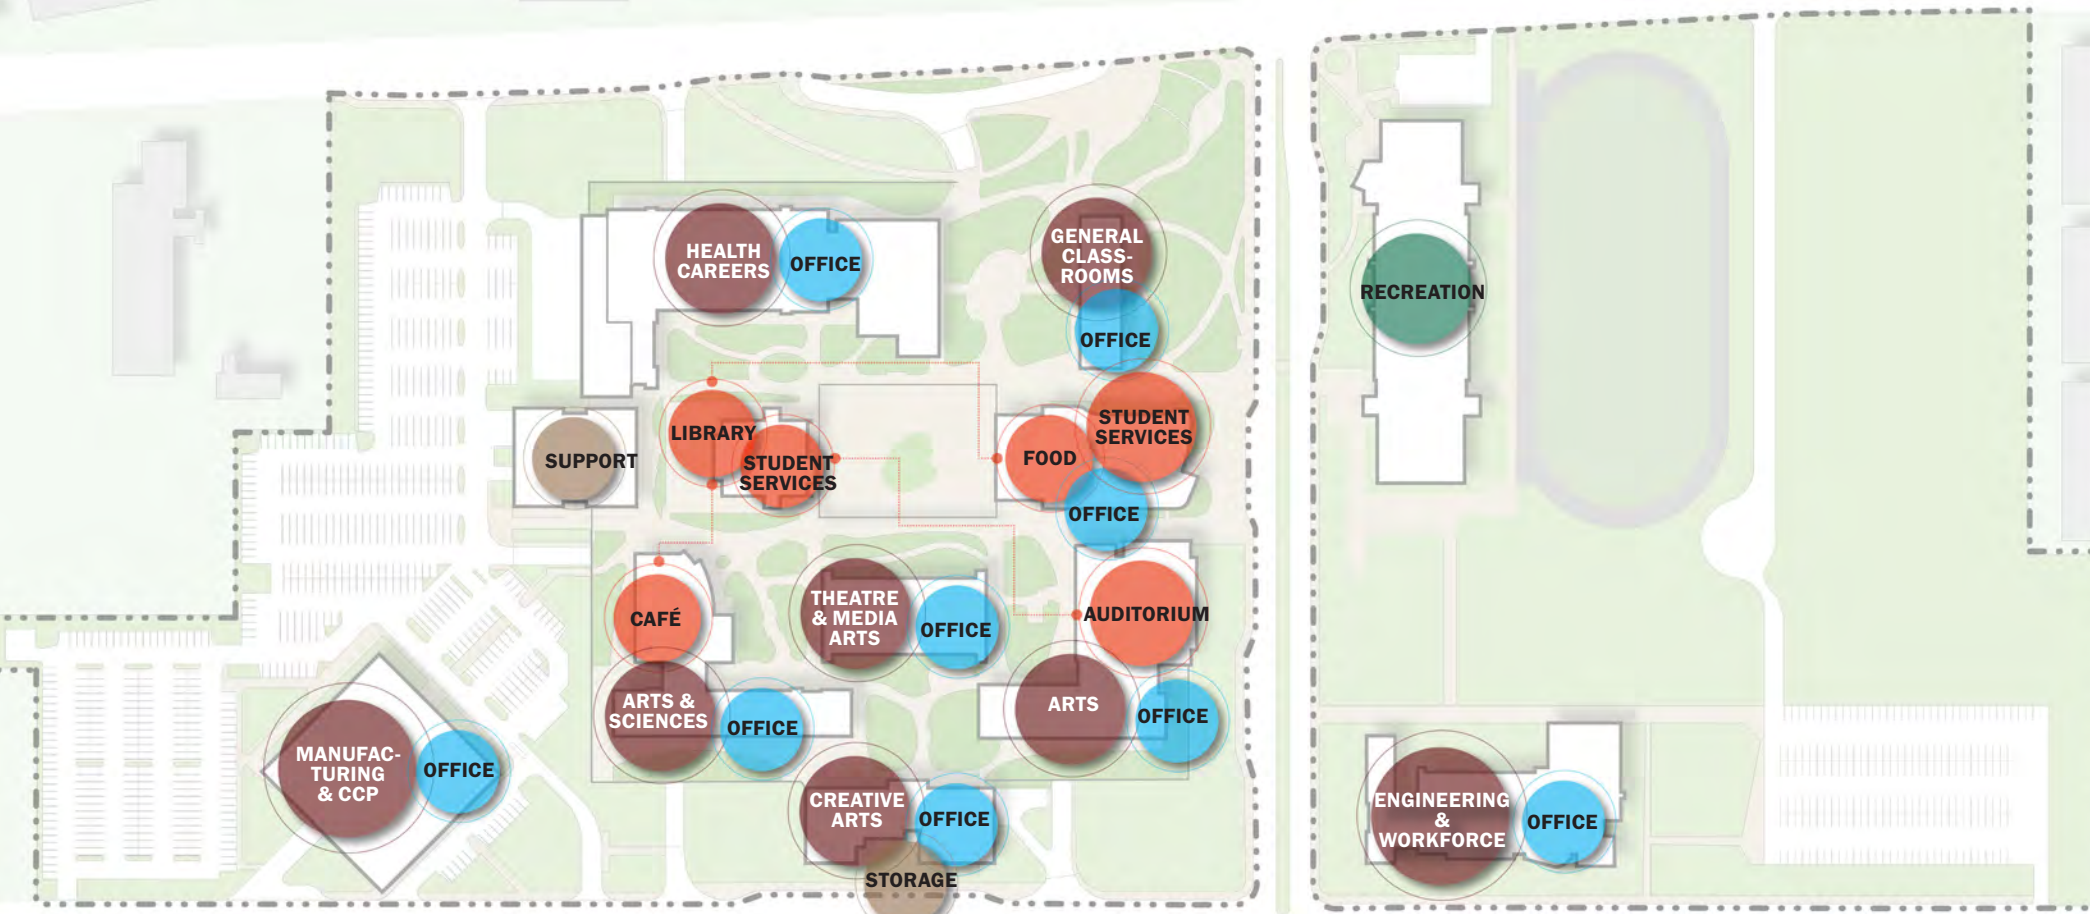 HEALTH
CAREERS
OFFICE
GENERAL
CLASS-
ROOMS
OFFICE
RECREATION
LIBRARY
STUDENT
SERVICES
SUPPORT
FOOD
STUDENT
SERVICES
OFFICE
CAFÉ
THEATRE
& MEDIA
ARTS
OFFICE
AUDITORIUM
ARTS &
SCIENCES
OFFICE
ARTS
OFFICE
MANUFAC-
TURING
& CCP
OFFICE
CREATIVE
ARTS
OFFICE
STORAGE
ENGINEERING
&
WORKFORCE
OFFICE